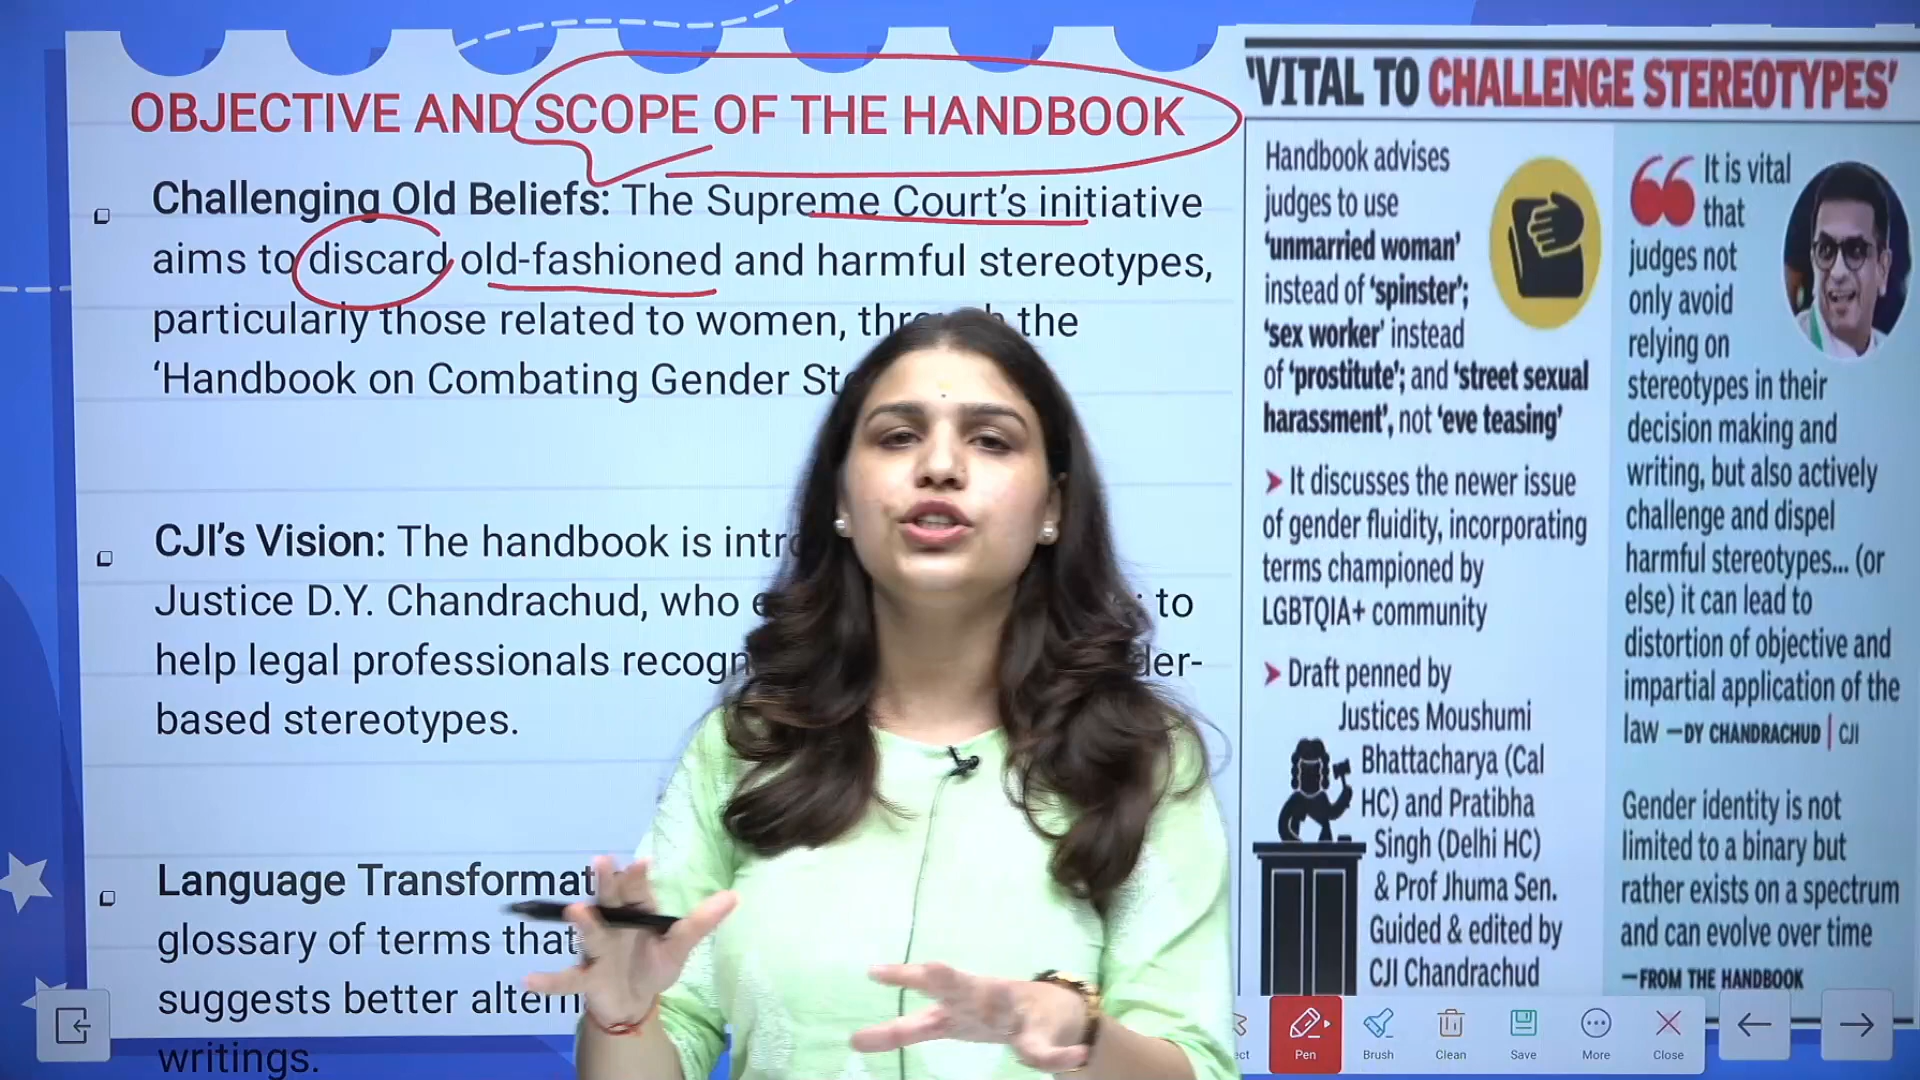 OBJECTIVE AND SCOPE OF THE HANDBOOK
Challenging Old Beliefs: The Supreme Court's initiative
aims to discard old-fashioned and harmful stereotypes,
particularly those related to women, through the
‘Handbook on Combating Gender
CJI's Vision: The handbook is
Justice D.Y. Chandrachud, who to
help legal professionals
based stereotypes.
Language
glossary of terms that
suggests better
writings.
'VITAL TO CHALLENGE STEREOTYPES'
Handbook advises
judges to use
‘unmarried woman’
instead of ‘spinster’;
‘sex worker’ instead
of ‘prostitute’; and ‘street sexual
harassment’, not ‘eve teasing’
➤ It discusses the newer issue
of gender fluidity, incorporating
terms championed by
LGBTQIA+ community
➤ Draft penned by
Justices Moushumi
Bhattacharya (Cal
HC) and Pratibha
Singh (Delhi HC)
& Prof Jhuma Sen.
Guided & edited by
CJI Chandrachud
It is vital
that
judges not
only avoid
relying on
stereotypes in their
decision making and
writing, but also actively
challenge and dispel
harmful stereotypes... (or
else) it can lead to
distortion of objective and
impartial application of the
law —DY CHANDRACHUD | CJI
Gender identity is not
limited to a binary but
rather exists on a spectrum
and can evolve over time
—FROM THE HANDBOOK
Pen
Brush
Clean
Save
More
Close